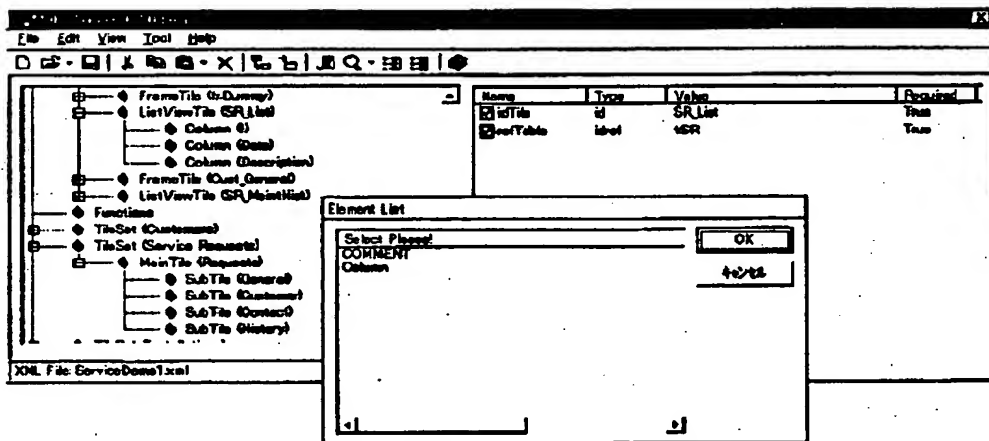 File Edit View Tool Help
FrameTile (fr.Dummy)
ListViewTile (SR_List)
Column (I)
Column (Date)
Column (Description)
FrameTile (Cust_General)
ListViewTile (SR_MaintHist)
Functions
TileSet (Customers)
TileSet (Service Requests)
MainTile (Requests)
SubTile (General)
SubTile (Customer)
SubTile (Contact)
SubTile (History)
XML File: ServiceDemo1.xml
Name Type Value Required
idTile id SR_List True
refTable idref tSR True
Element List
Select Please!
COMMENT
Column
OK
キャンセル